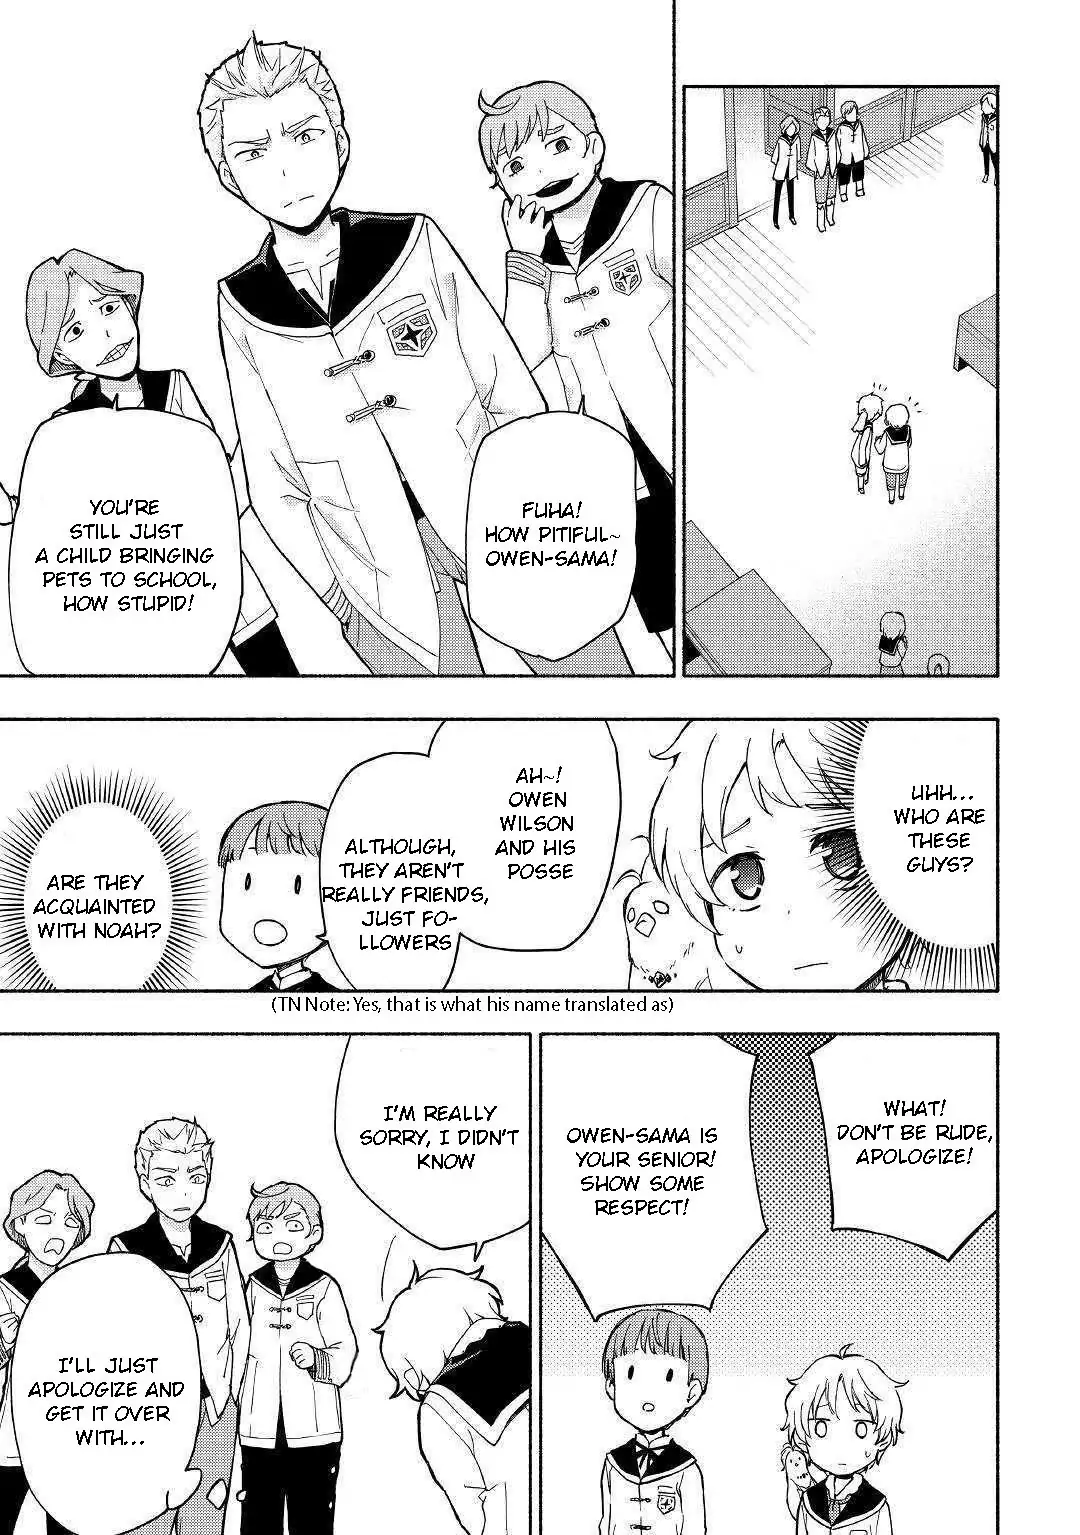 FUHA!
HOW PITIFUL~
OWEN-SAMA!
YOU'RE
STILL JUST
A CHILD BRINGING
PETS TO SCHOOL,
HOW STUPID!
UHH...
WHO ARE
THESE
GUYS?
AH~!
OWEN
WILSON
AND HIS
POSSE
ALTHOUGH,
THEY AREN'T
REALLY FRIENDS,
JUST FO-
LLOWERS
ARE THEY
ACQUAINTED
WITH NOAH?
(TN Note: Yes, that is what his name translated as)
WHAT!
DON'T BE RUDE,
APOLOGIZE!
OWEN-SAMA IS
YOUR SENIOR!
SHOW SOME
RESPECT!
I'M REALLY
SORRY, I DIDN'T
KNOW
I'LL JUST
APOLOGIZE AND
GET IT OVER
WITH...